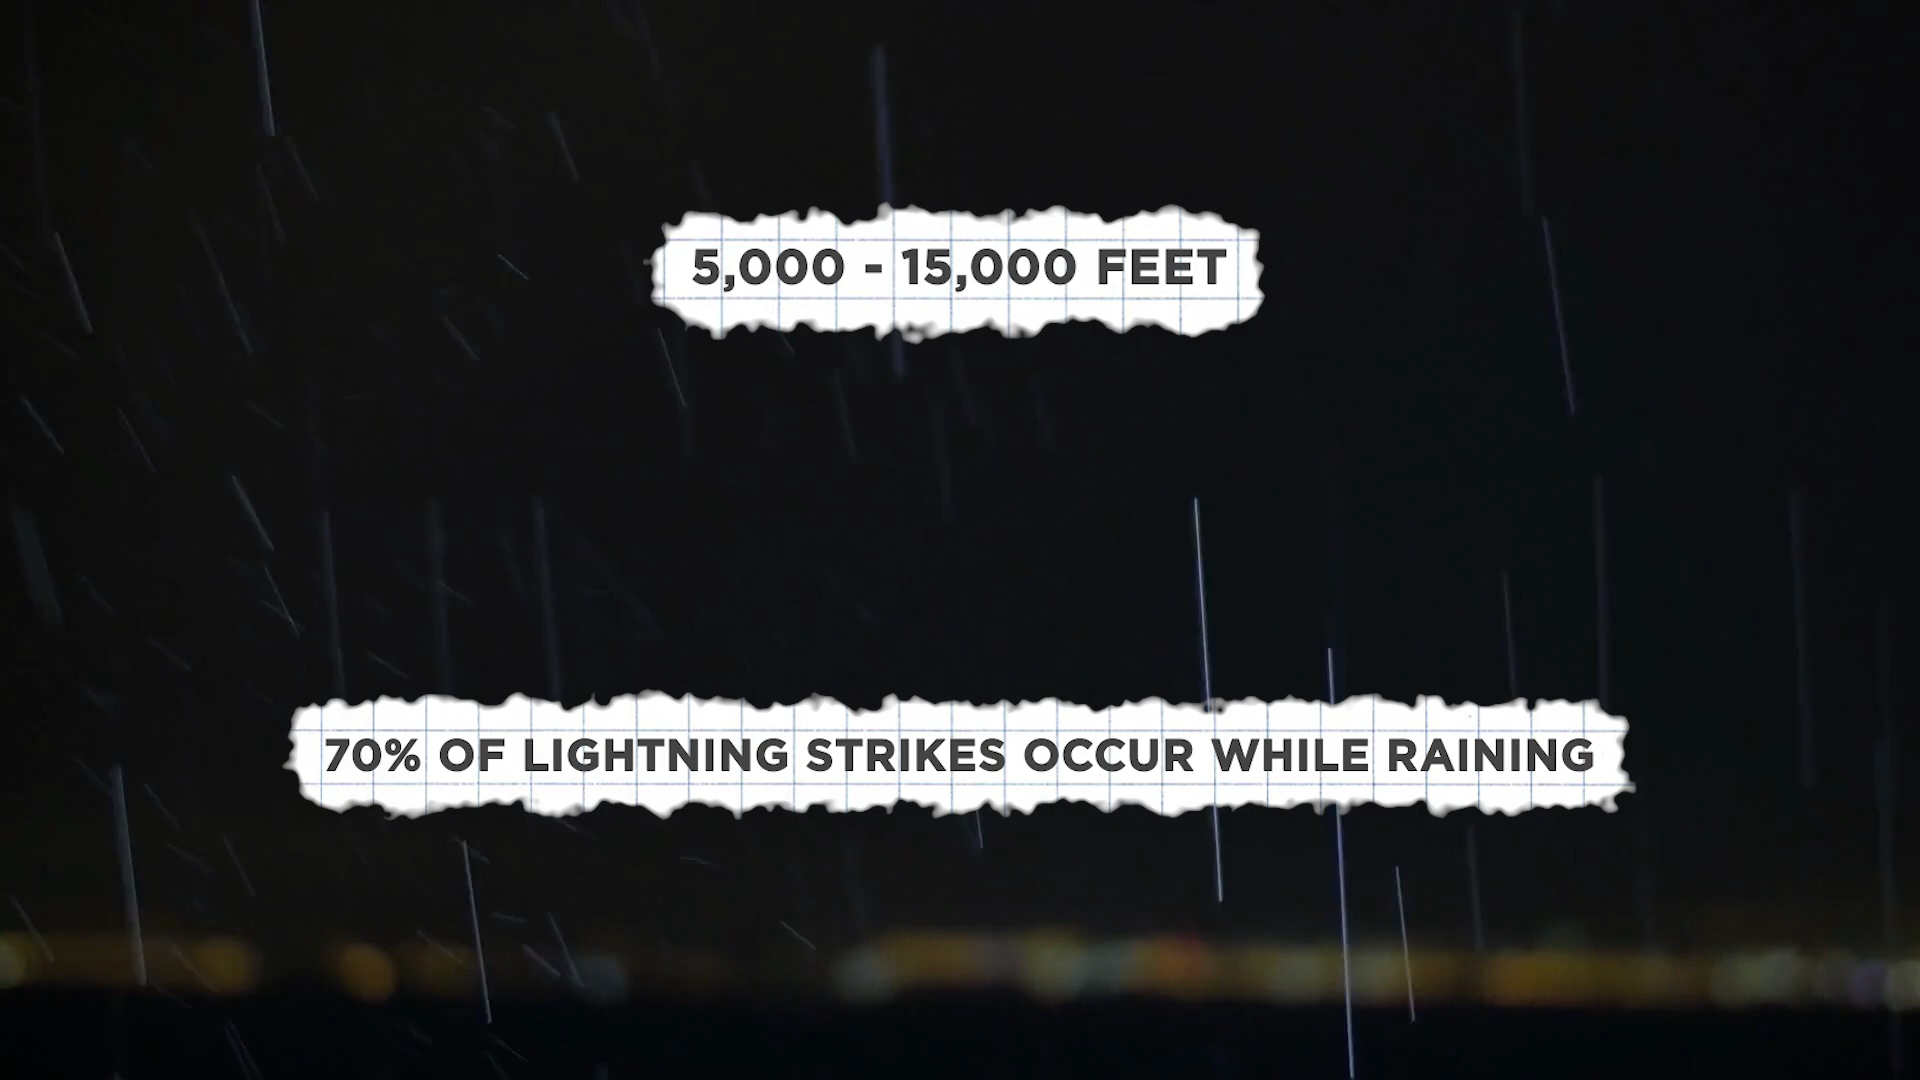 5,000 - 15,000 FEET
70% OF LIGHTNING STRIKES OCCUR WHILE RAINING